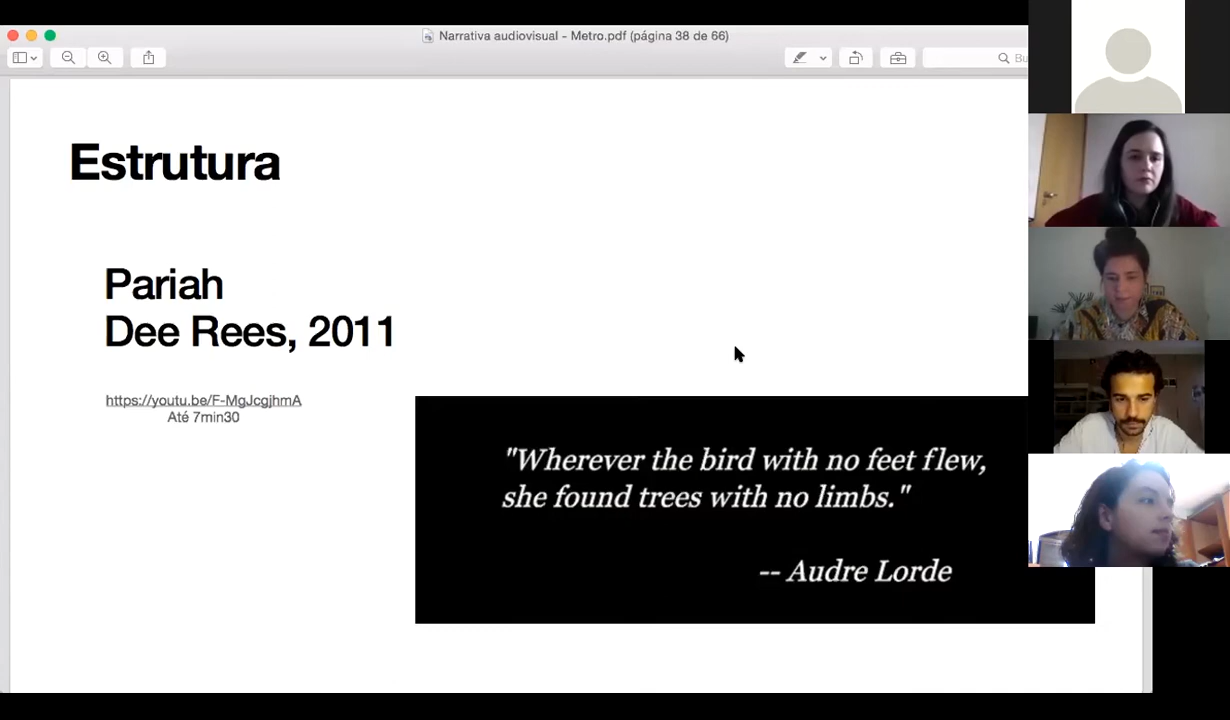 Narrativa audiovisual - Metro.pdf (página 38 de 66)
Bu
Estrutura
Pariah
Dee Rees, 2011
https://youtu.be/F-MgJcgjhmA
Até 7min30
"Wherever the bird with no feet flew,
she found trees with no limbs."
-- Audre Lorde